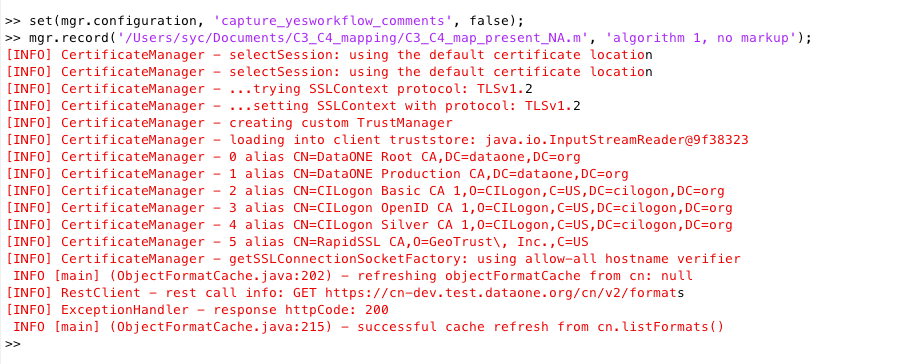 >> set(mgr.configuration, 'capture_yesworkflow_comments', false);
>> mgr.record('/Users/syc/Documents/C3_C4_mapping/C3_C4_map_present_NA.m', 'algorithm 1, no markup');
[INFO] CertificateManager - selectSession: using the default certificate location
[INFO] CertificateManager - selectSession: using the default certificate location
[INFO] CertificateManager - ...trying SSLContext protocol: TLSv1.2
[INFO] CertificateManager - ...setting SSLContext with protocol: TLSv1.2
[INFO] CertificateManager - creating custom TrustManager
[INFO] CertificateManager - loading into client truststore: java.io.InputStreamReader@9f38323
[INFO] CertificateManager - 0 alias CN=DataONE Root CA,DC=dataone,DC=org
[INFO] CertificateManager - 1 alias CN=DataONE Production CA,DC=dataone,DC=org
[INFO] CertificateManager - 2 alias CN=CILogon Basic CA 1,O=CILogon,C=US,DC=cilogon,DC=org
[INFO] CertificateManager - 3 alias CN=CILogon OpenID CA 1,O=CILogon,C=US,DC=cilogon,DC=org
[INFO] CertificateManager - 4 alias CN=CILogon Silver CA 1,O=CILogon,C=US,DC=cilogon,DC=org
[INFO] CertificateManager - 5 alias CN=RapidSSL CA,O=GeoTrust\, Inc.,C=US
[INFO] CertificateManager - getSSLConnectionSocketFactory: using allow-all hostname verifier
 INFO [main] (ObjectFormatCache.java:202) - refreshing objectFormatCache from cn: null
[INFO] RestClient - rest call info: GET https://cn-dev.test.dataone.org/cn/v2/formats
[INFO] ExceptionHandler - response httpCode: 200
 INFO [main] (ObjectFormatCache.java:215) - successful cache refresh from cn.listFormats()
>>